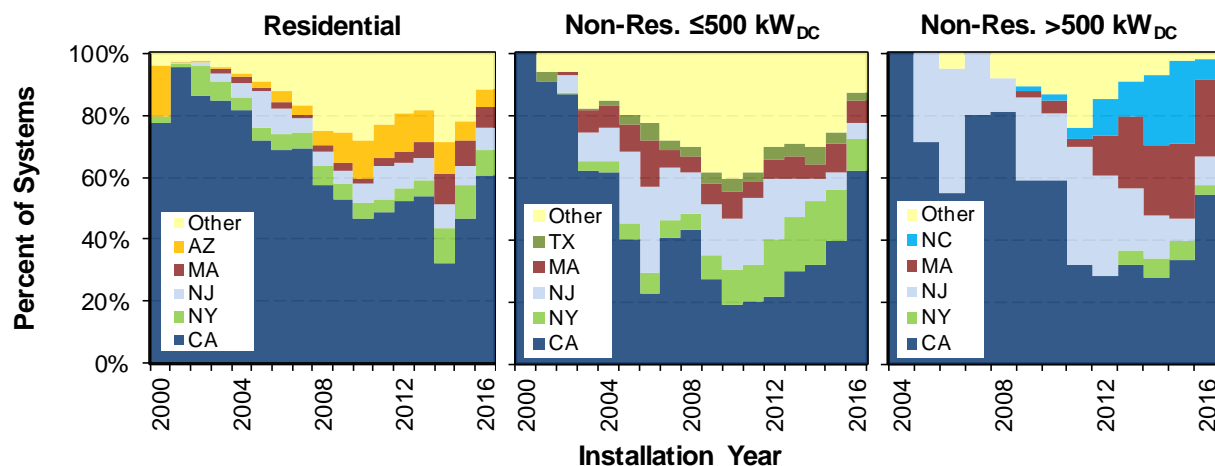 Residential
Non-Res. ≤500 kWDC
Non-Res. >500 kWDC
Percent of Systems
100%
80%
60%
40%
20%
0%
Other
AZ
MA
NJ
NY
CA
Other
TX
MA
NJ
NY
CA
Other
NC
MA
NJ
NY
CA
2000
2004
2008
2012
2016
2000
2004
2008
2012
2016
2004
2008
2012
2016
Installation Year